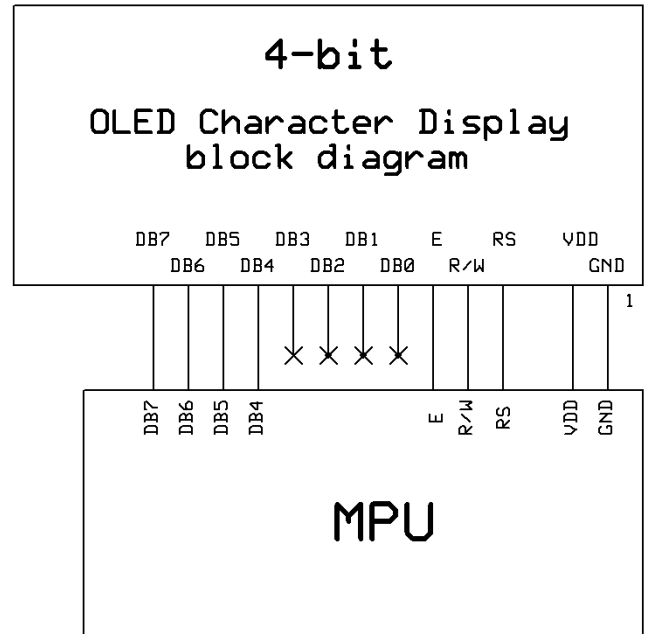 4-bit
OLED Character Display
block diagram
DB7 DB5 DB3 DB1 E RS VDD
DB6 DB4 DB2 DB0 R/W GND
1
DB7 DB6 DB5 DB4 E R/W RS VDD GND
MPU